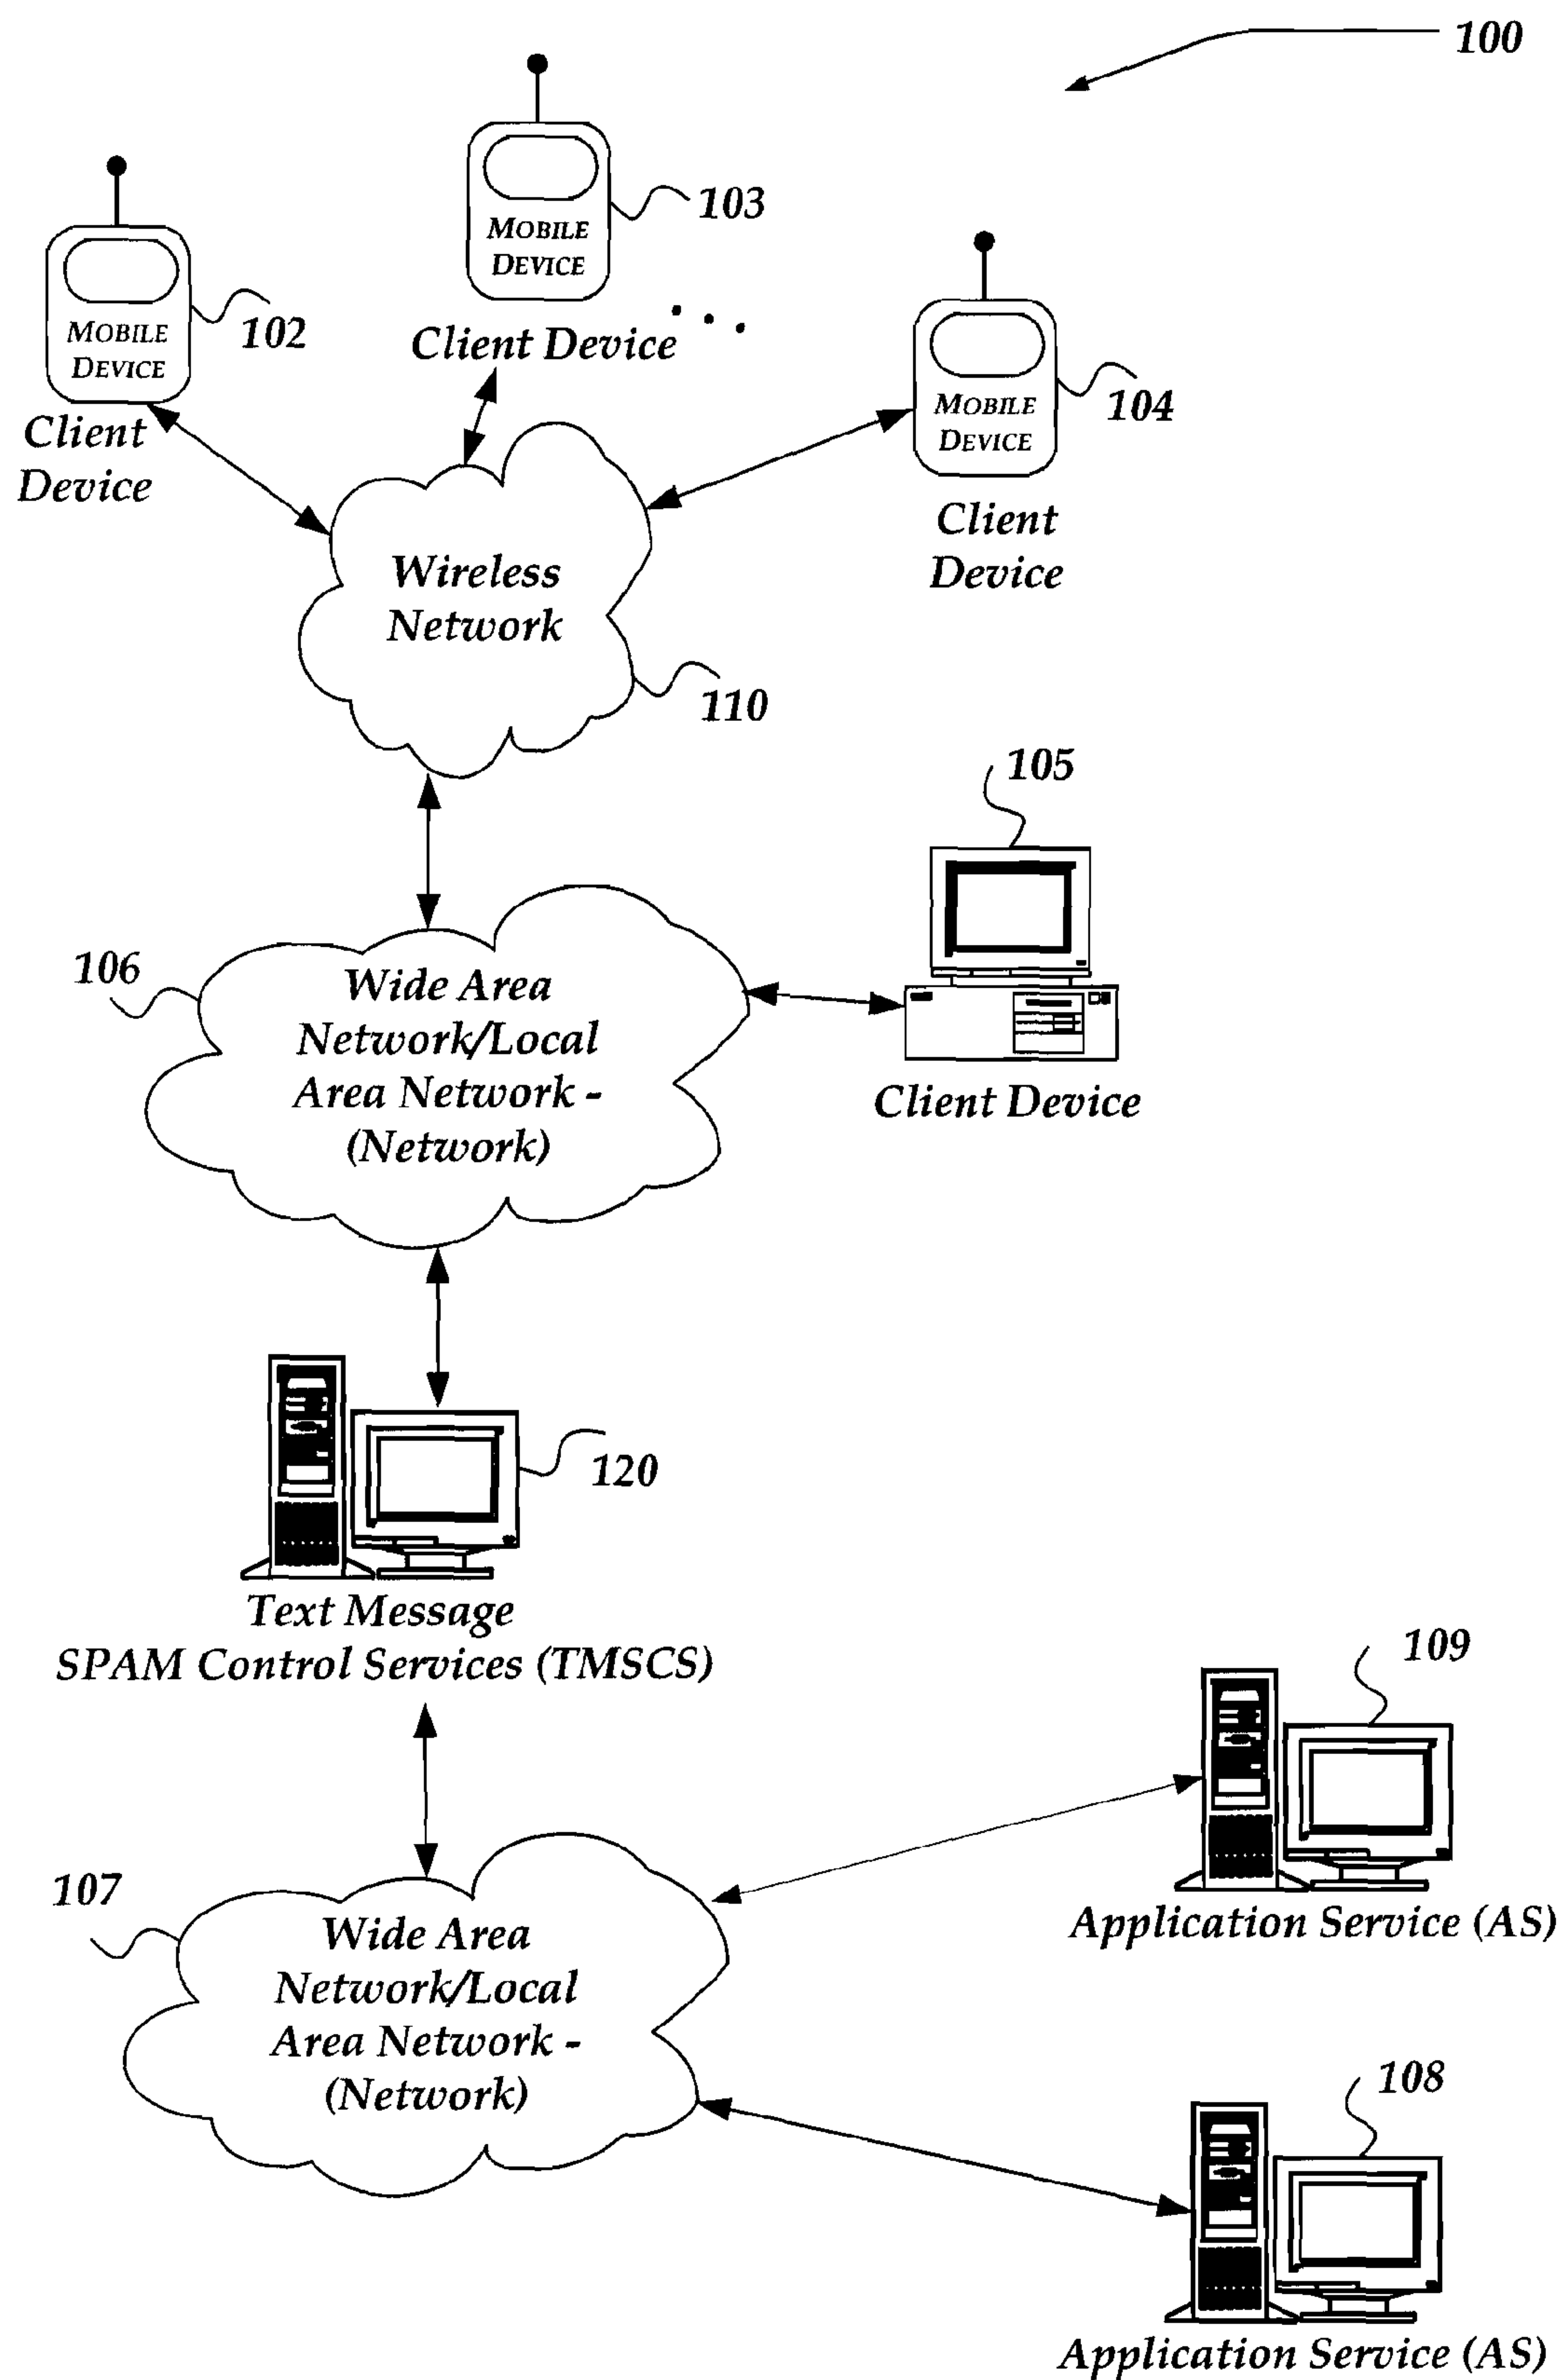 100
103
MOBILE
DEVICE
Client Device
. . .
102
MOBILE
DEVICE
Client
Device
104
MOBILE
DEVICE
Client
Device
Wireless
Network
110
105
Client Device
106
Wide Area
Network/Local
Area Network -
(Network)
120
Text Message
SPAM Control Services (TMSCS)
109
Application Service (AS)
107
Wide Area
Network/Local
Area Network -
(Network)
108
Application Service (AS)